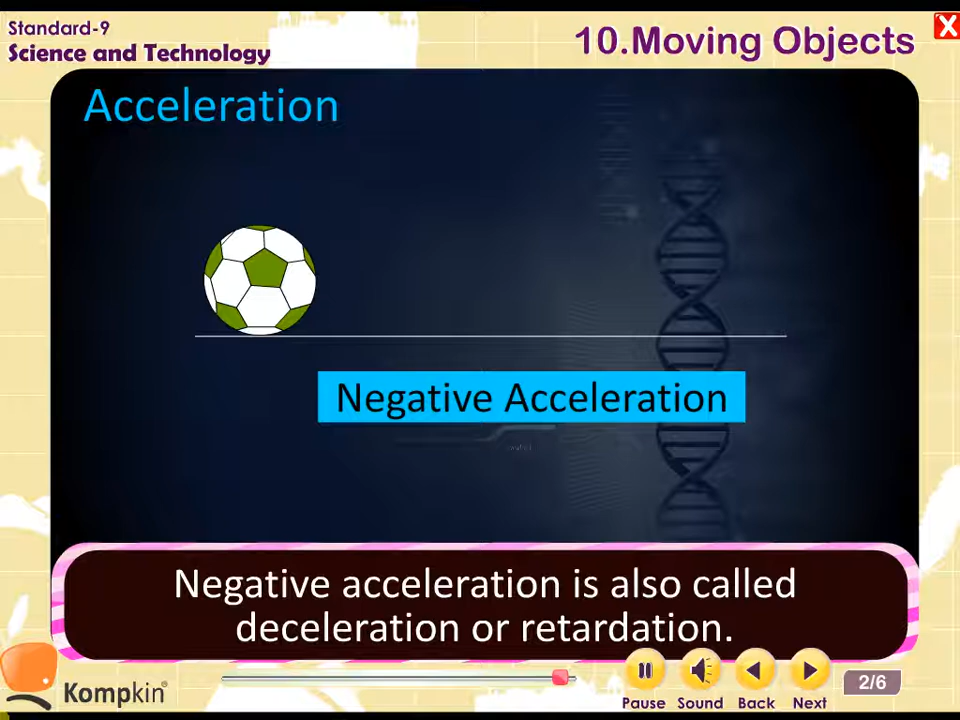 Standard-9
Science and Technology
10.Moving Objects
X
Acceleration
Negative Acceleration
Negative acceleration is also called
deceleration or retardation.
Kompkin®
Pause
Sound
Back
Next
2/6